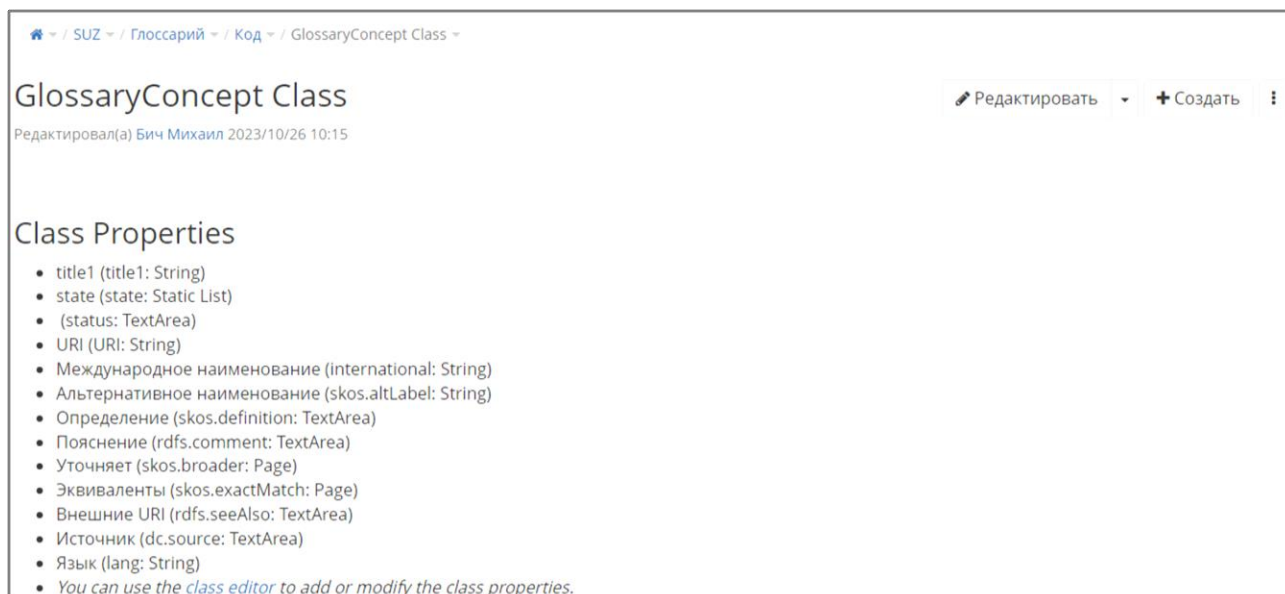 / SUZ / Глоссарий / Код / GlossaryConcept Class
GlossaryConcept Class
Редактировать
Создать
Редактировал(а) Бич Михаил 2023/10/26 10:15
Class Properties
• title1 (title1: String)
• state (state: Static List)
• (status: TextArea)
• URI (URI: String)
• Международное наименование (international: String)
• Альтернативное наименование (skos.altLabel: String)
• Определение (skos.definition: TextArea)
• Пояснение (rdfs.comment: TextArea)
• Уточняет (skos.broader: Page)
• Эквиваленты (skos.exactMatch: Page)
• Внешние URI (rdfs.seeAlso: TextArea)
• Источник (dc.source: TextArea)
• Язык (lang: String)
• You can use the class editor to add or modify the class properties.